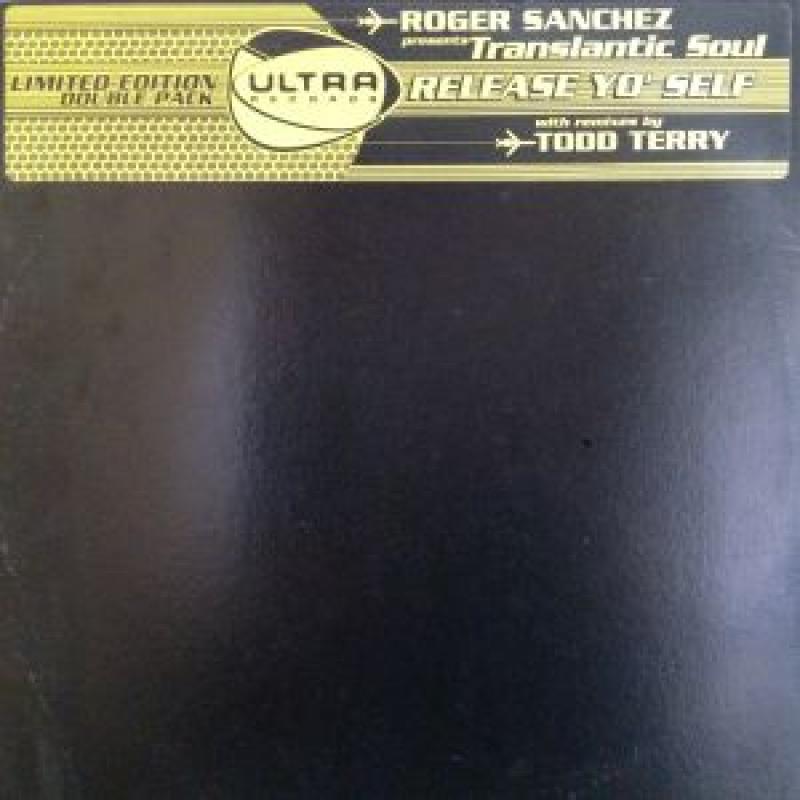 ROGER SANCHEZ
presents Translantic Soul
LIMITED EDITION
DOUBLE PACK
ULTRA
RECORDS
RELEASE YO' SELF
with remixes by
TODD TERRY